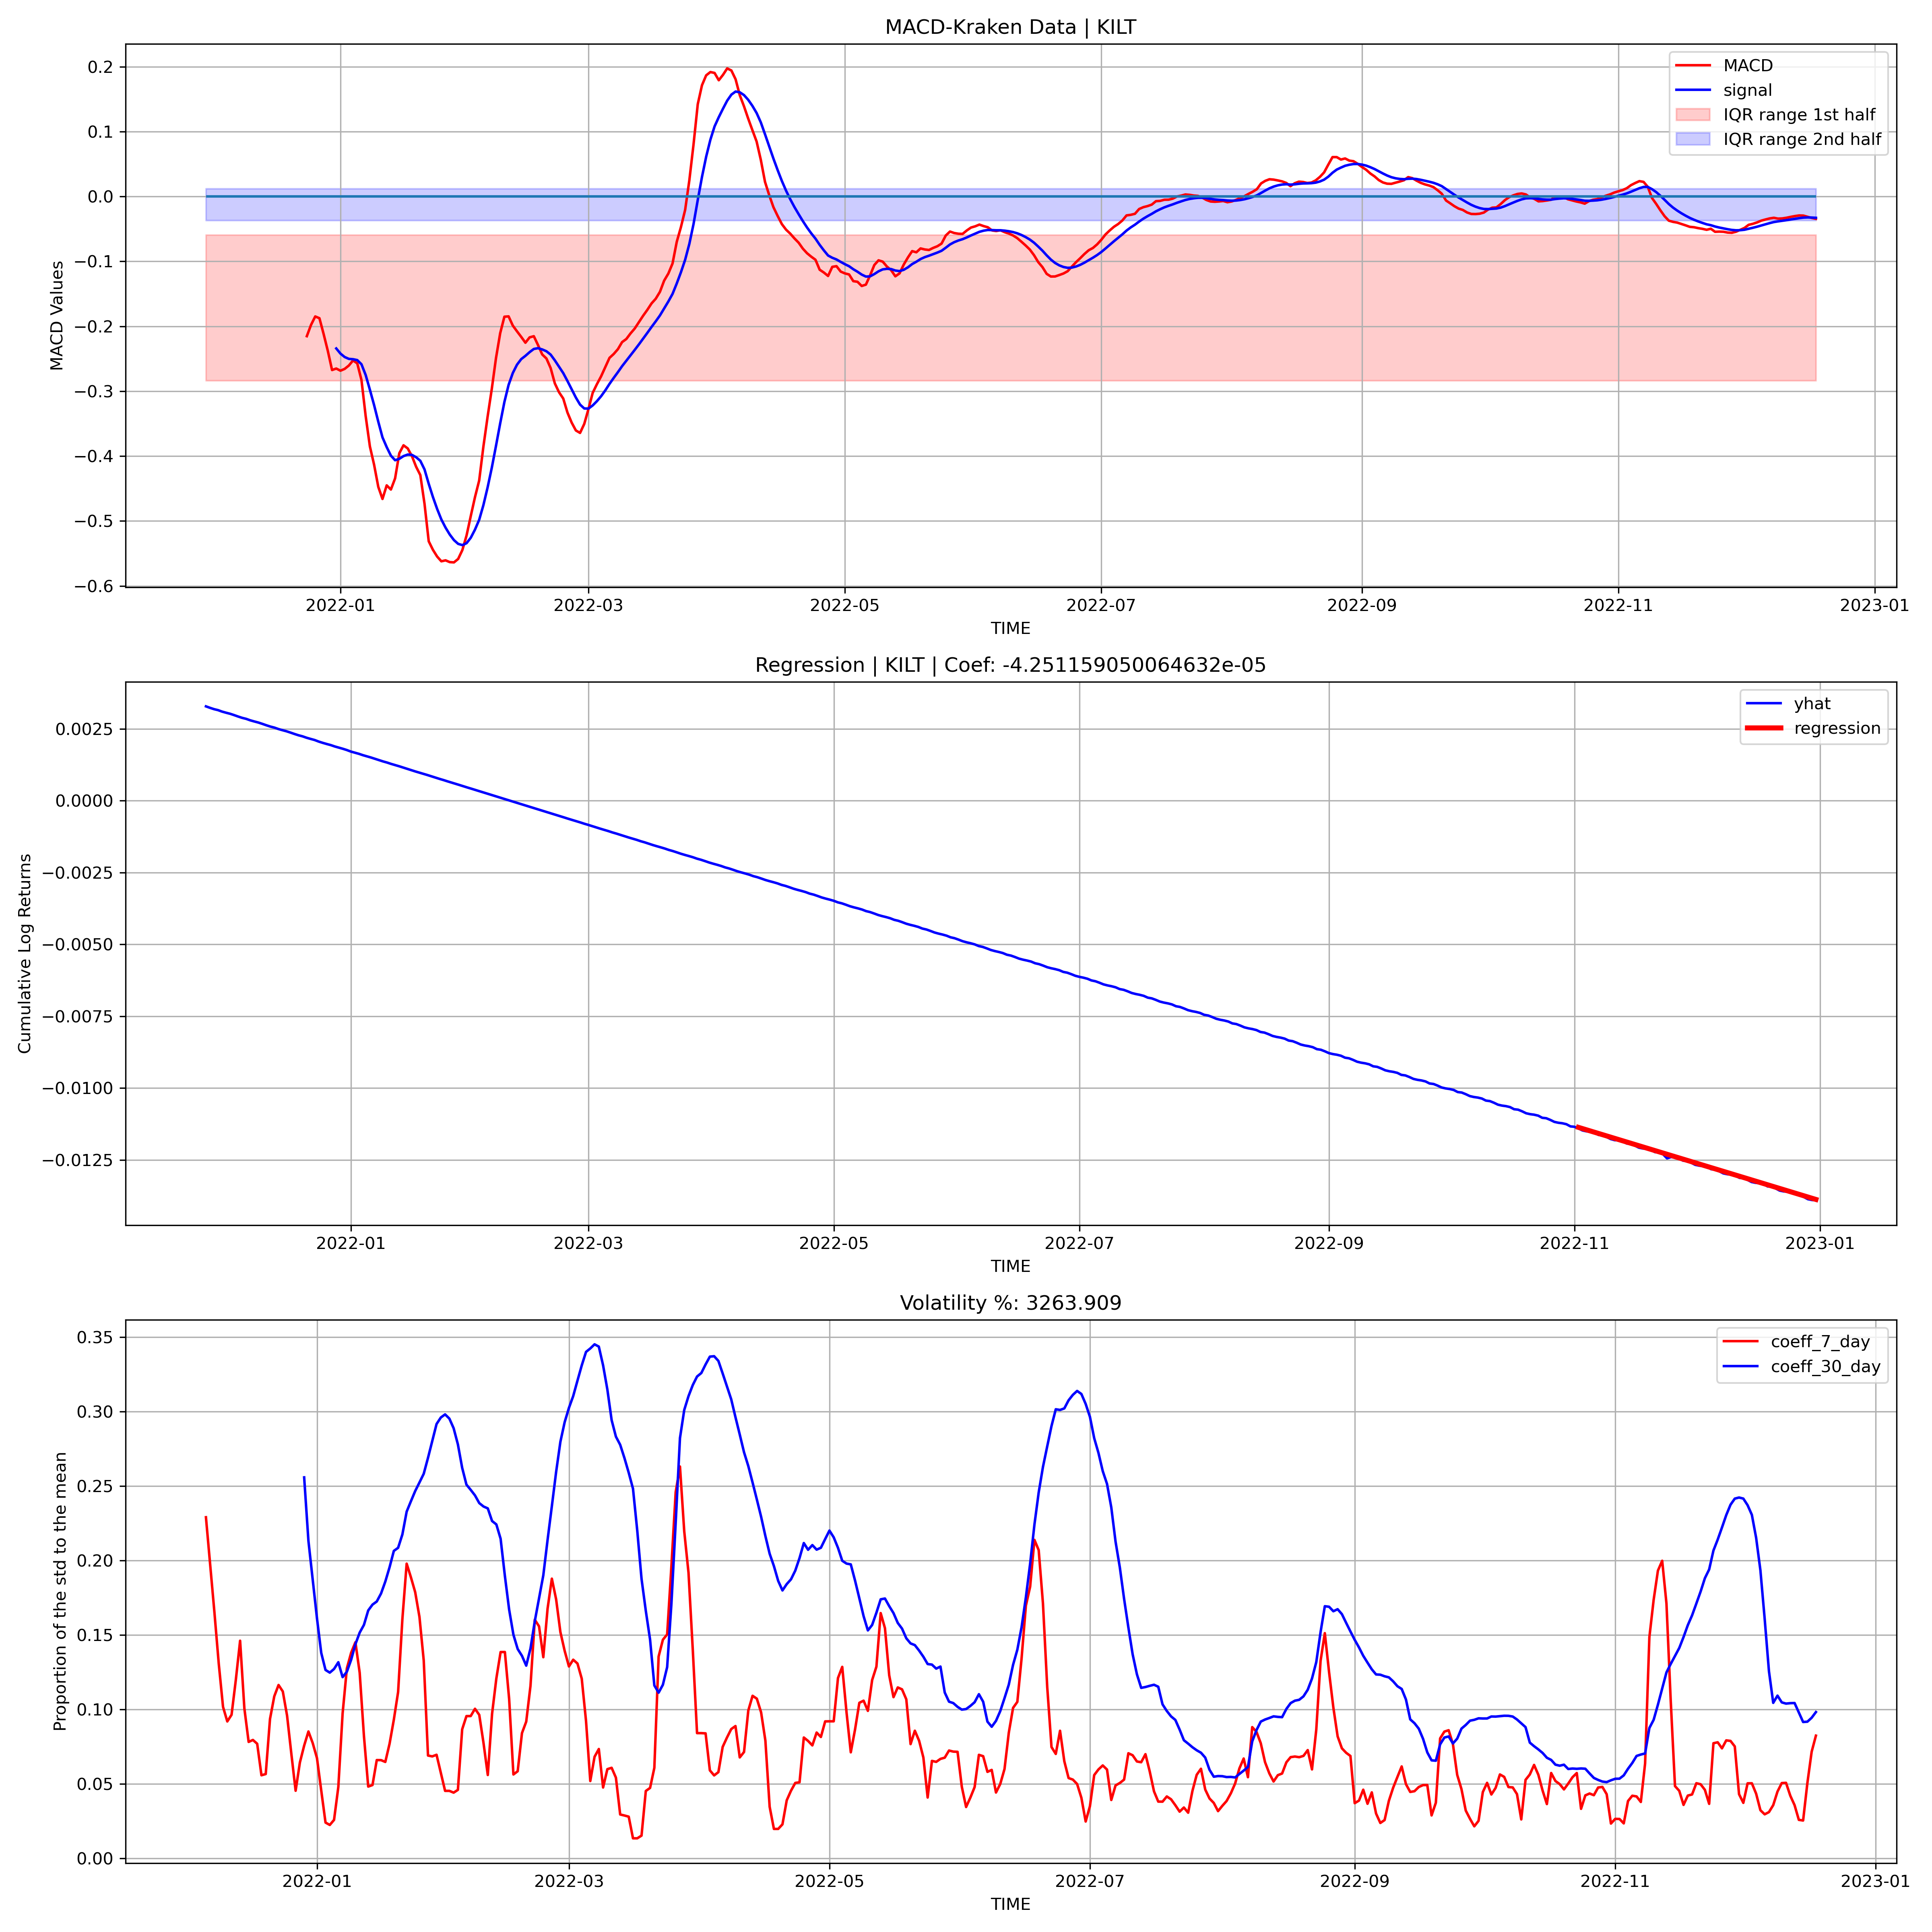 MACD-Kraken Data | KILT
MACD Values
0.2
0.1
0.0
−0.1
−0.2
−0.3
−0.4
−0.5
−0.6
MACD
signal
IQR range 1st half
IQR range 2nd half
2022-01 2022-03 2022-05 2022-07 2022-09 2022-11 2023-01
TIME
Regression | KILT | Coef: -4.251159050064632e-05
Cumulative Log Returns
0.0025
0.0000
−0.0025
−0.0050
−0.0075
−0.0100
−0.0125
yhat
regression
2022-01 2022-03 2022-05 2022-07 2022-09 2022-11 2023-01
TIME
Volatility %: 3263.909
Proportion of the std to the mean
0.35
0.30
0.25
0.20
0.15
0.10
0.05
0.00
coeff_7_day
coeff_30_day
2022-01 2022-03 2022-05 2022-07 2022-09 2022-11 2023-01
TIME